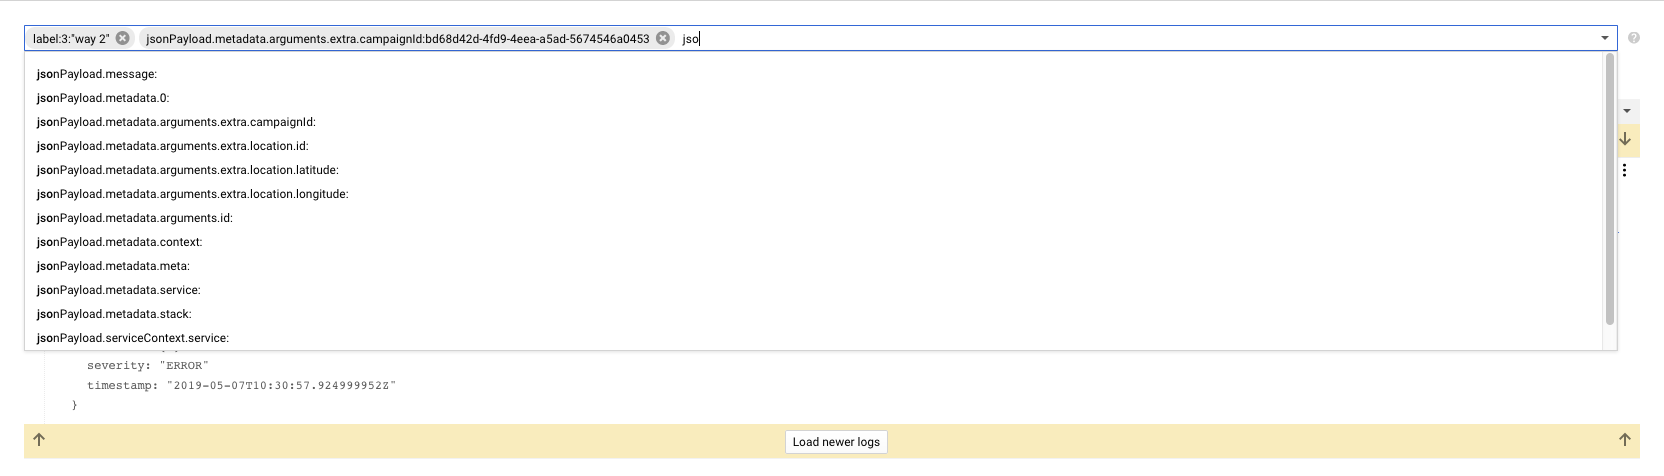 label:3:"way 2" jsonPayload.metadata.arguments.extra.campaignId:bd68d42d-4fd9-4eea-a5ad-5674546a0453 jso
jsonPayload.message:
jsonPayload.metadata.0:
jsonPayload.metadata.arguments.extra.campaignId:
jsonPayload.metadata.arguments.extra.location.id:
jsonPayload.metadata.arguments.extra.location.latitude:
jsonPayload.metadata.arguments.extra.location.longitude:
jsonPayload.metadata.arguments.id:
jsonPayload.metadata.context:
jsonPayload.metadata.meta:
jsonPayload.metadata.service:
jsonPayload.metadata.stack:
jsonPayload.serviceContext.service:
severity: "ERROR"
timestamp: "2019-05-07T10:30:57.924999952Z"
}
Load newer logs